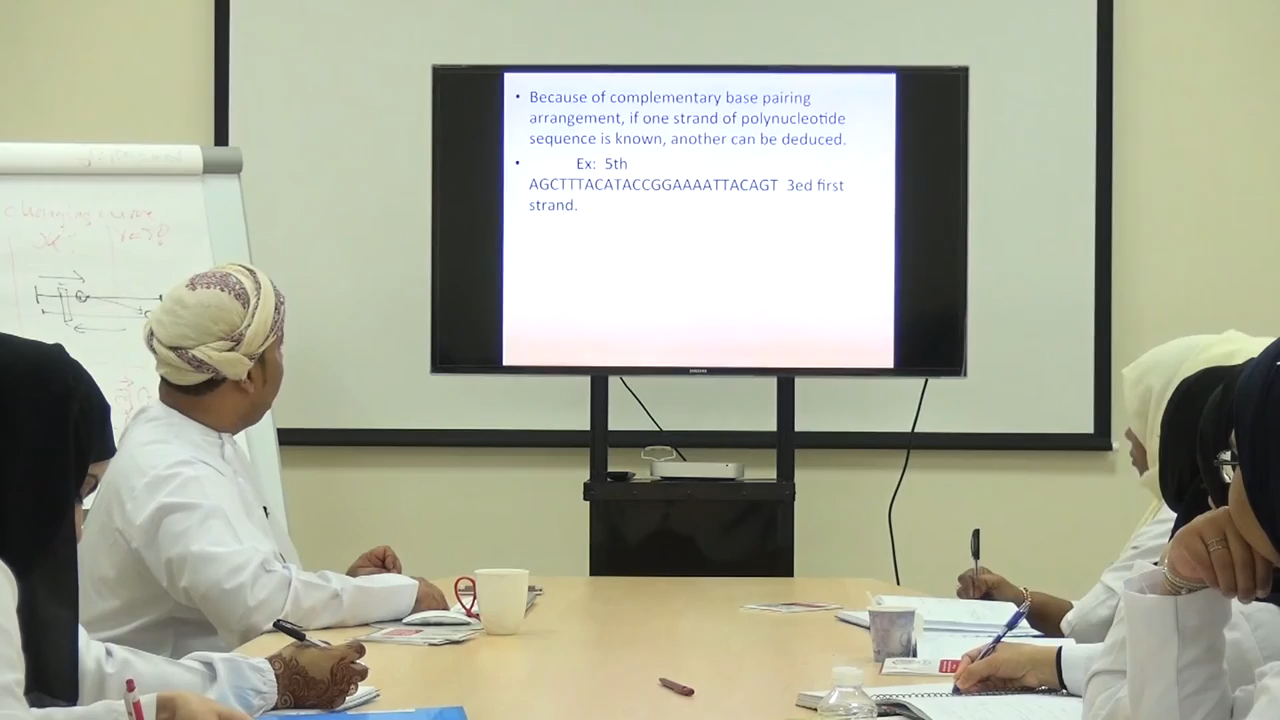 • Because of complementary base pairing
arrangement, if one strand of polynucleotide
sequence is known, another can be deduced.
• Ex: 5th
AGCTTTACATACCGGAAAATTACAGT 3ed first
strand.
SAMSUNG